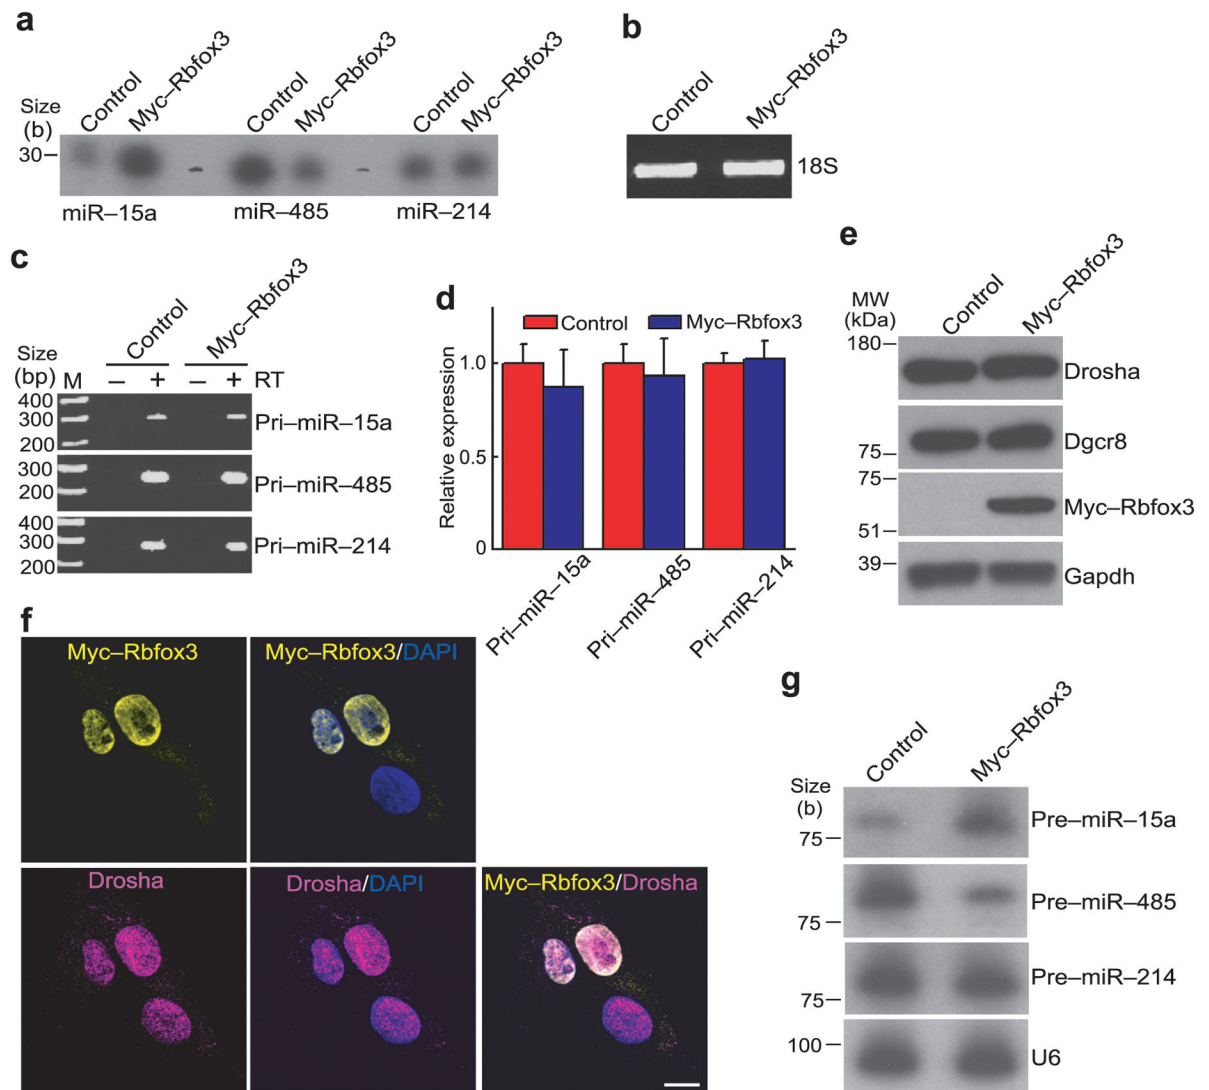 a
Control
Myc–Rbfox3
Control
Myc–Rbfox3
Control
Myc–Rbfox3
Size
(b)
30
miR–15a
miR–485
miR–214
b
Control
Myc–Rbfox3
18S
c
Control
Myc–Rbfox3
Size
(bp) M – + – + RT
400
300
200
Pri–miR–15a
300
200
Pri–miR–485
400
300
200
Pri–miR–214
d
Control
Myc–Rbfox3
Relative expression
1.0
0.5
0
Pri–miR–15a
Pri–miR–485
Pri–miR–214
e
MW
(kDa)
Control
Myc–Rbfox3
180
Drosha
75
Dgcr8
75
51
Myc–Rbfox3
39
Gapdh
f
Myc–Rbfox3
Myc–Rbfox3/DAPI
Drosha
Drosha/DAPI
Myc–Rbfox3/Drosha
g
Control
Myc–Rbfox3
Size
(b)
75
Pre–miR–15a
75
Pre–miR–485
75
Pre–miR–214
100
U6